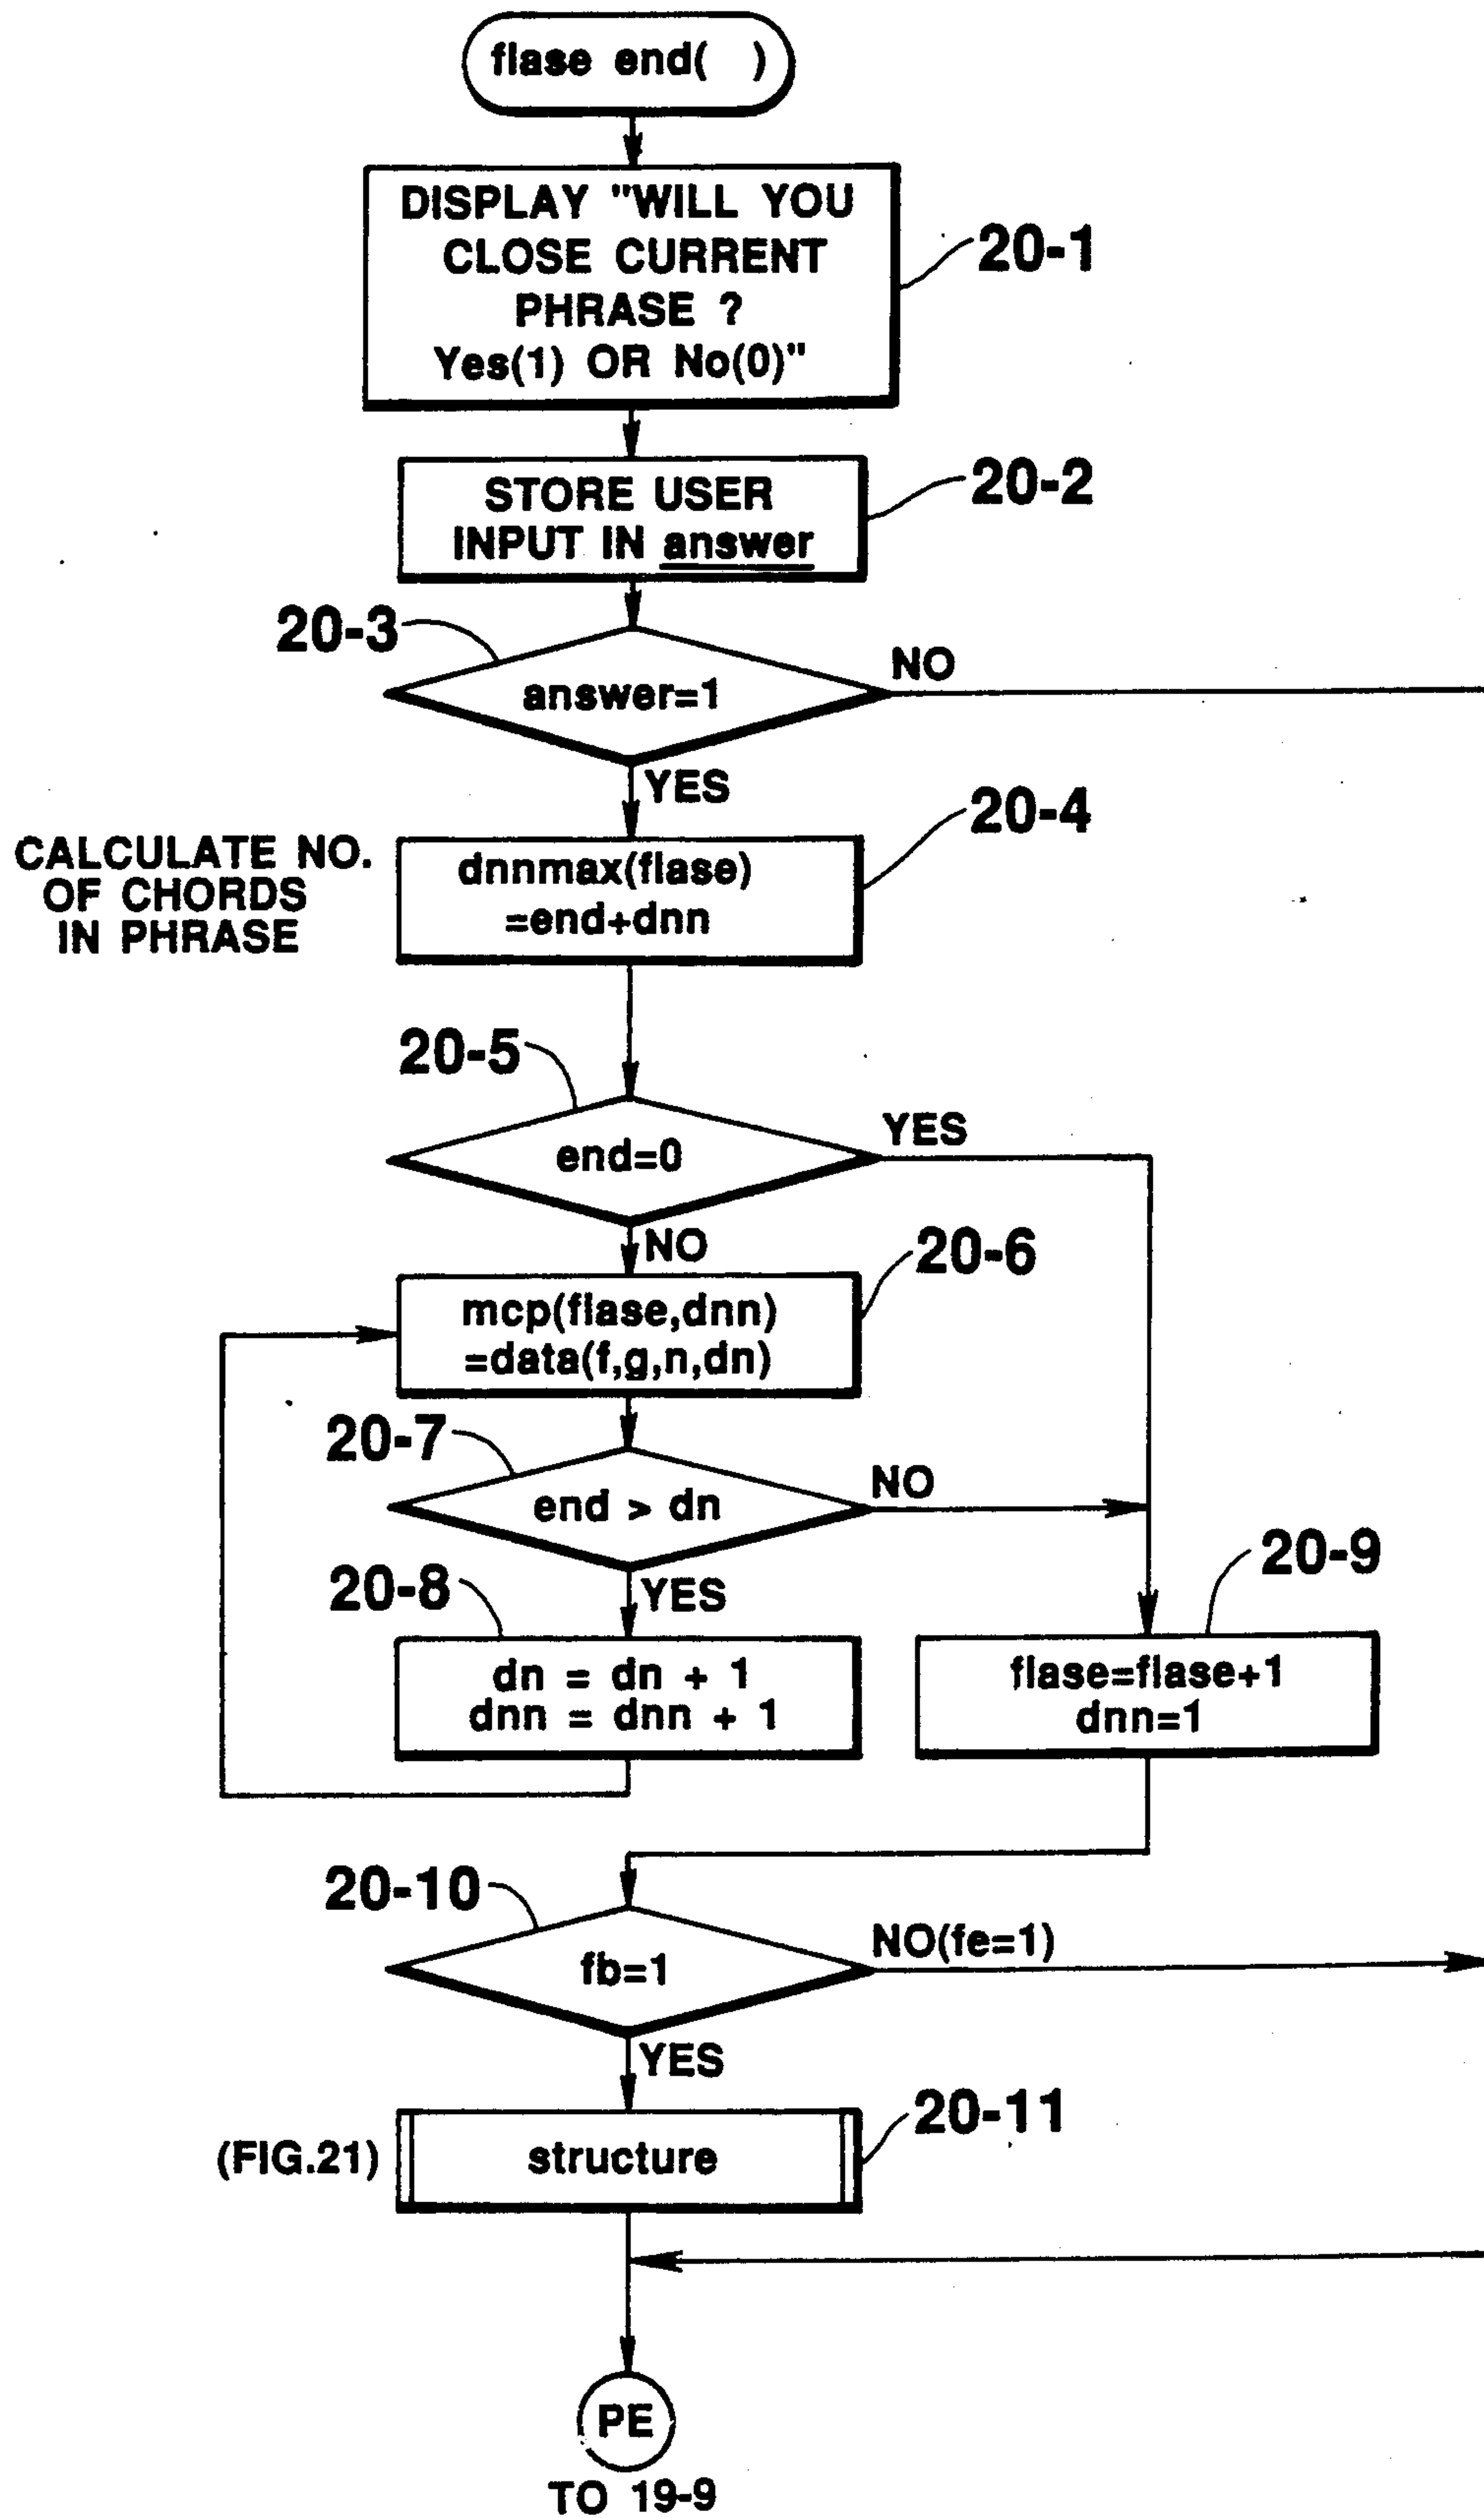 flase end( )
DISPLAY "WILL YOU
CLOSE CURRENT
PHRASE ?
Yes(1) OR No(0)"
20-1
STORE USER
INPUT IN answer
20-2
20-3
answer=1
NO
YES
20-4
CALCULATE NO.
OF CHORDS
IN PHRASE
dnnmax(flase)
=end+dnn
20-5
end=0
YES
NO
20-6
mcp(flase,dnn)
=data(f,g,n,dn)
20-7
end > dn
NO
YES
20-8
dn = dn + 1
dnn = dnn + 1
20-9
flase=flase+1
dnn=1
20-10
fb=1
NO(fe=1)
YES
20-11
(FIG.21)
structure
PE
TO 19-9